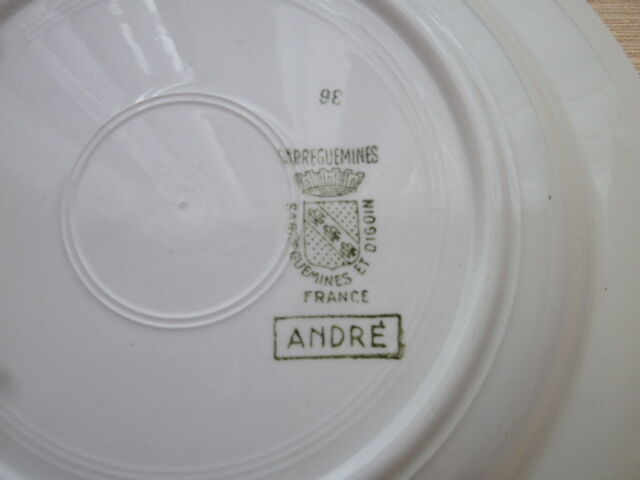 36
SARREGUEMINES
SARREGUEMINES ET DIGOIN
FRANCE
ANDRÉ